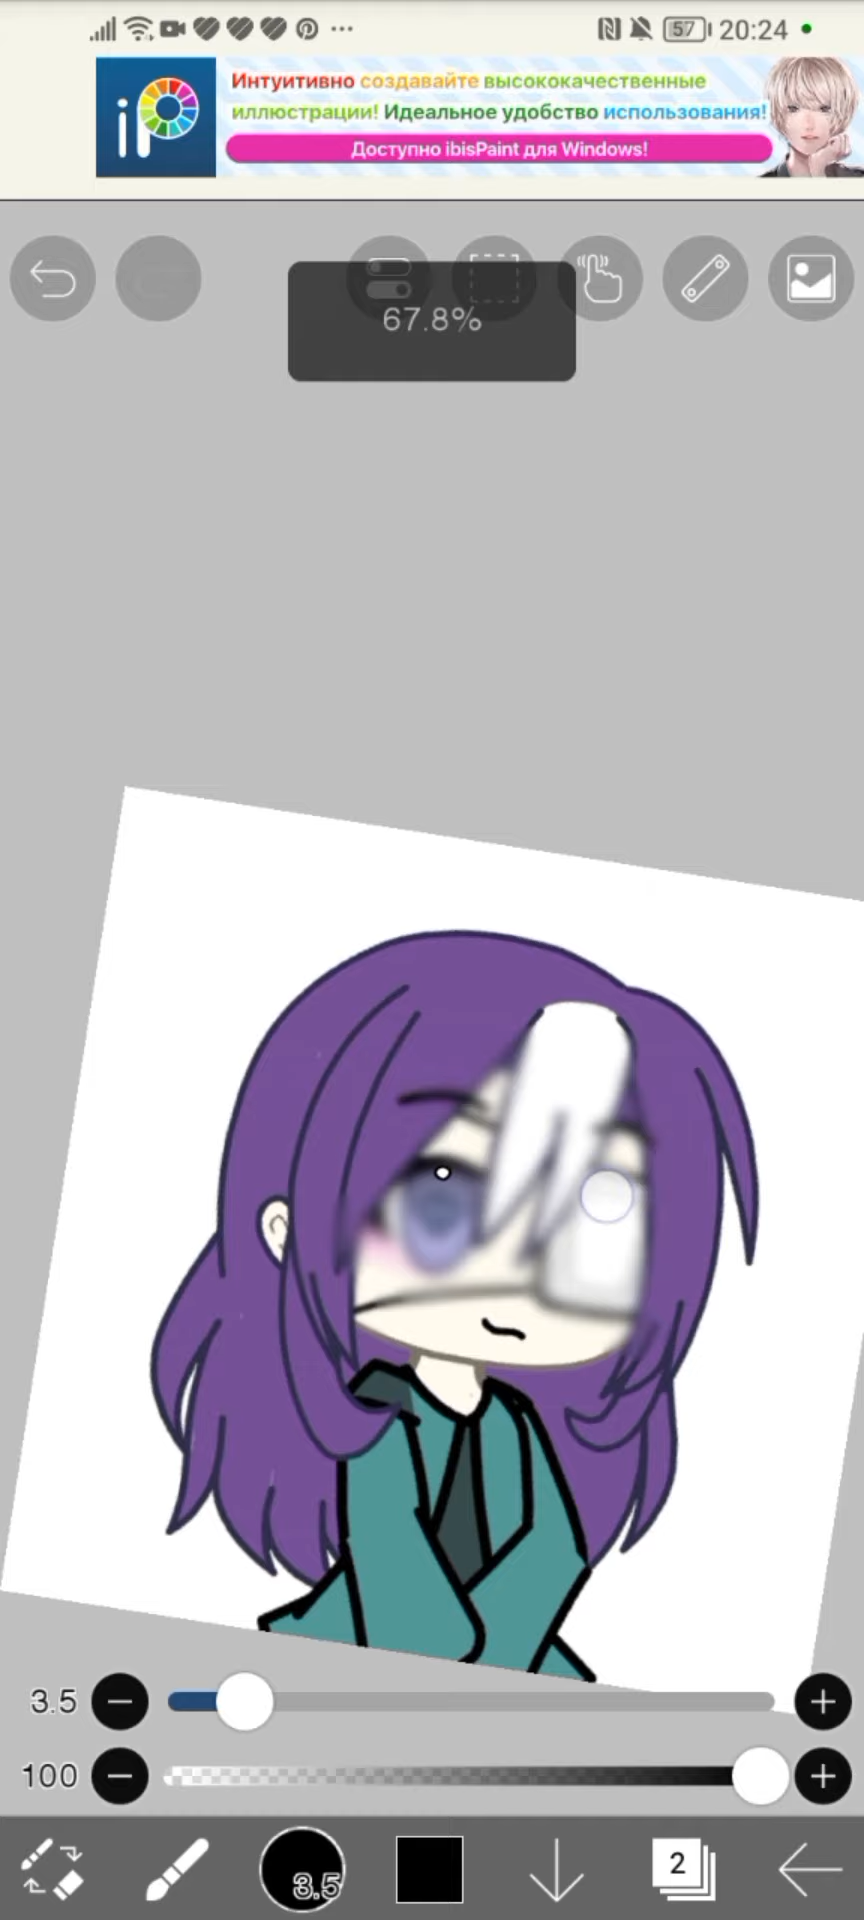 57 20:24
iP
Интуитивно создавайте высококачественные
иллюстрации! Идеальное удобство использования!
Доступно ibisPaint для Windows!
67.8%
3.5
100
3.5
2